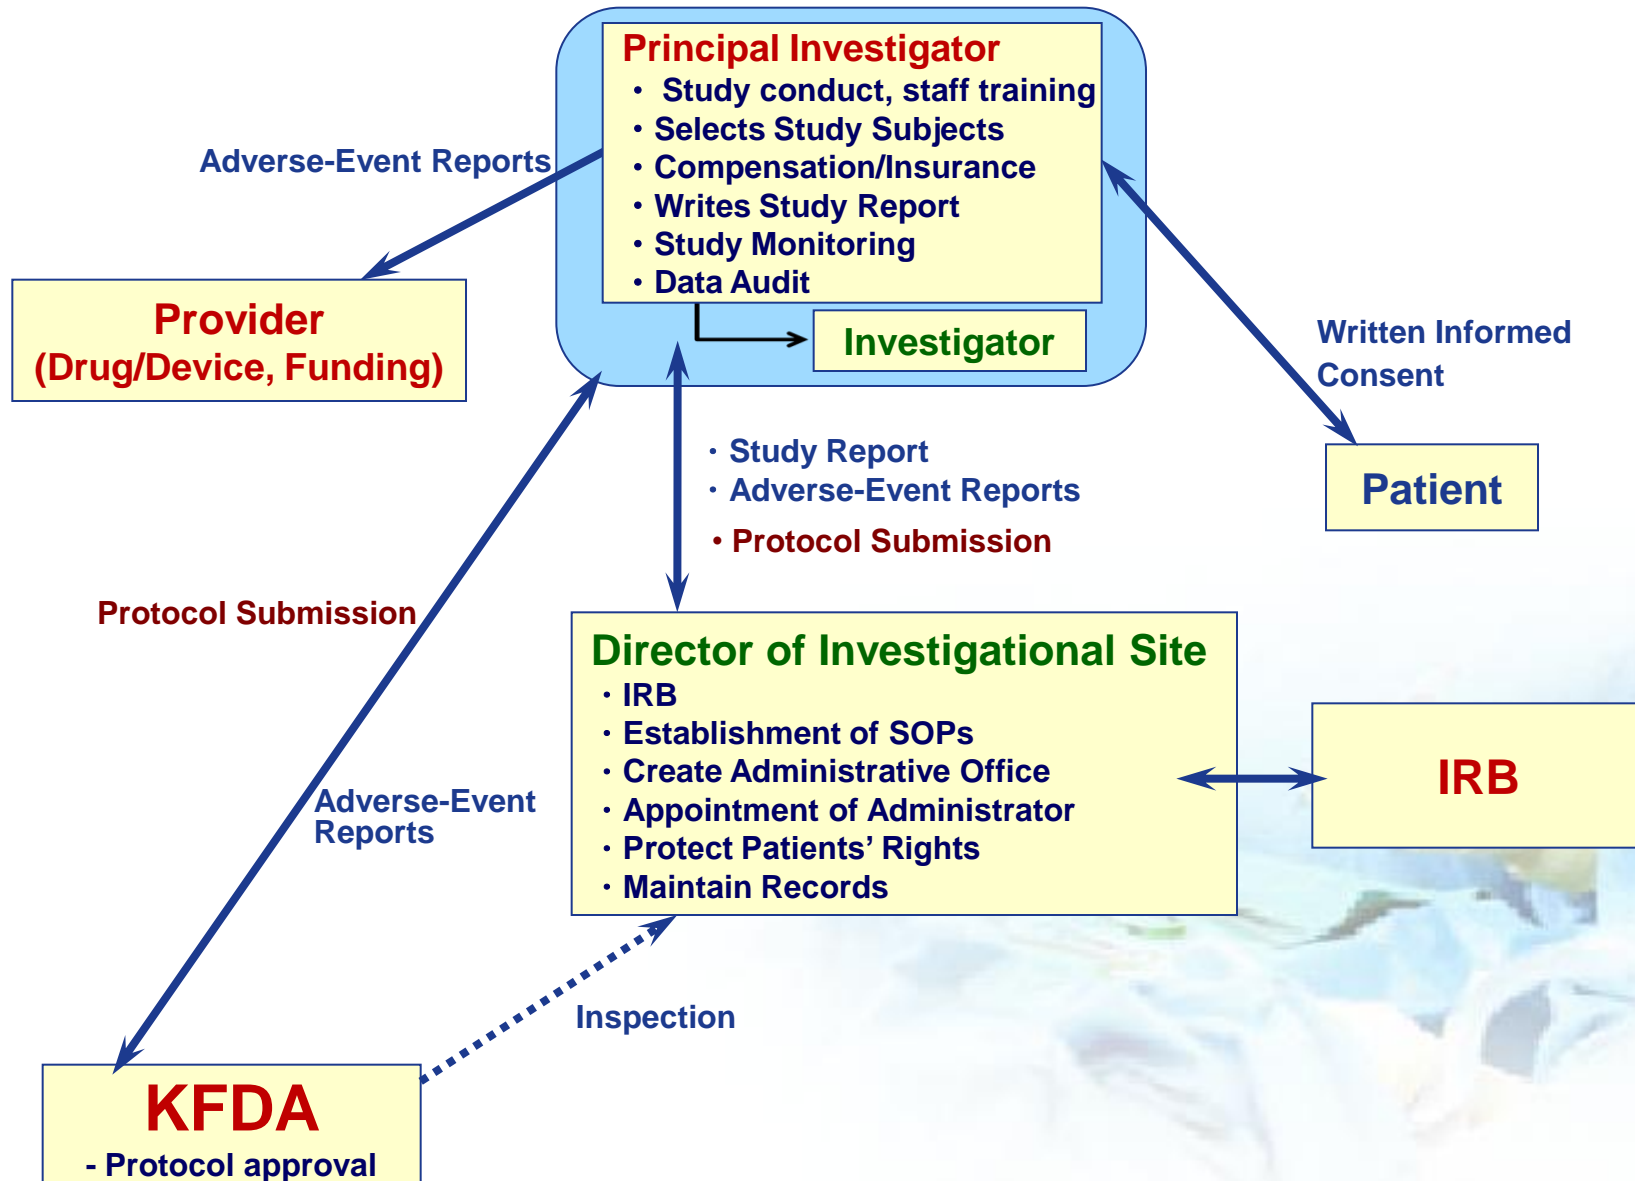 Principal Investigator
· Study conduct, staff training
· Selects Study Subjects
· Compensation/Insurance
· Writes Study Report
· Study Monitoring
· Data Audit
Adverse-Event Reports
Provider
(Drug/Device, Funding)
Investigator
Written Informed
Consent
Patient
· Study Report
· Adverse-Event Reports
• Protocol Submission
Protocol Submission
Adverse-Event
Reports
Director of Investigational Site
· IRB
· Establishment of SOPs
· Create Administrative Office
· Appointment of Administrator
· Protect Patients’ Rights
· Maintain Records
IRB
Inspection
KFDA
- Protocol approval